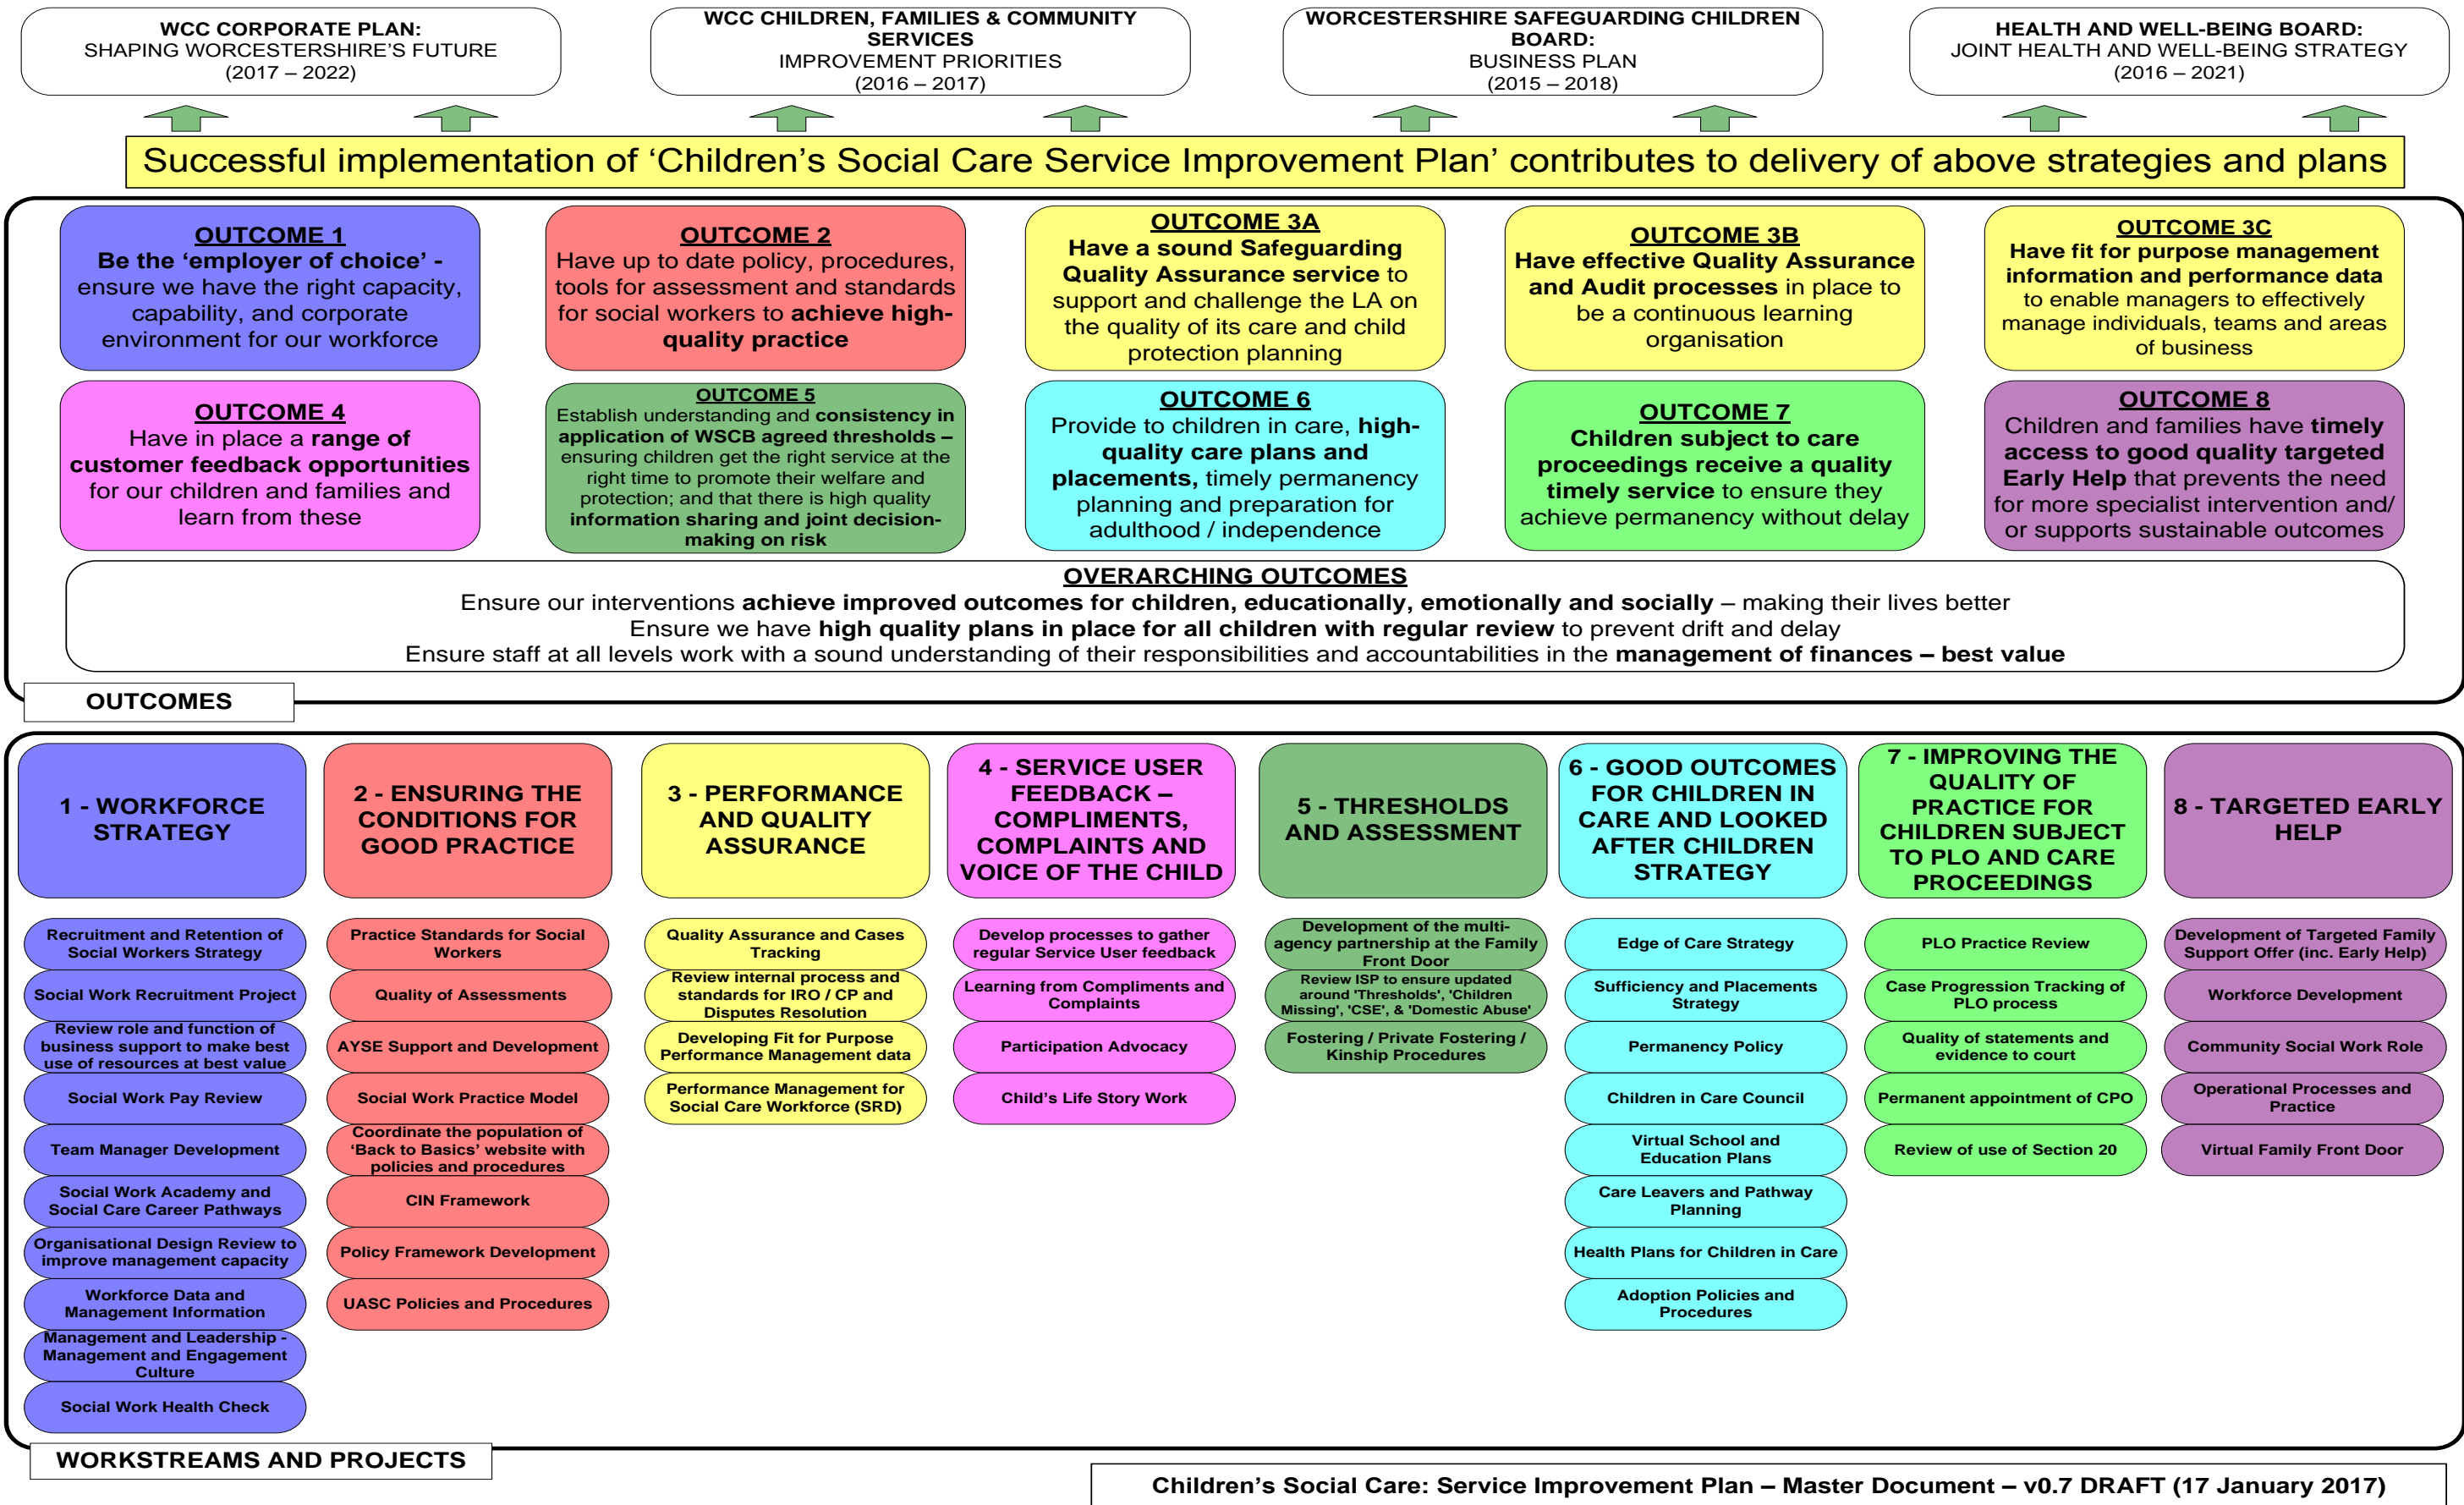 WCC CORPORATE PLAN:
SHAPING WORCESTERSHIRE'S FUTURE
(2017 – 2022)
WCC CHILDREN, FAMILIES & COMMUNITY
SERVICES
IMPROVEMENT PRIORITIES
(2016 – 2017)
WORCESTERSHIRE SAFEGUARDING CHILDREN
BOARD:
BUSINESS PLAN
(2015 – 2018)
HEALTH AND WELL-BEING BOARD:
JOINT HEALTH AND WELL-BEING STRATEGY
(2016 – 2021)
Successful implementation of ‘Children’s Social Care Service Improvement Plan’ contributes to delivery of above strategies and plans
OUTCOME 1
Be the ‘employer of choice’ -
ensure we have the right capacity,
capability, and corporate
environment for our workforce
OUTCOME 2
Have up to date policy, procedures,
tools for assessment and standards
for social workers to achieve high-
quality practice
OUTCOME 3A
Have a sound Safeguarding
Quality Assurance service to
support and challenge the LA on
the quality of its care and child
protection planning
OUTCOME 3B
Have effective Quality Assurance
and Audit processes in place to
be a continuous learning
organisation
OUTCOME 3C
Have fit for purpose management
information and performance data
to enable managers to effectively
manage individuals, teams and areas
of business
OUTCOME 4
Have in place a range of
customer feedback opportunities
for our children and families and
learn from these
OUTCOME 5
Establish understanding and consistency in
application of WSCB agreed thresholds –
ensuring children get the right service at the
right time to promote their welfare and
protection; and that there is high quality
information sharing and joint decision-
making on risk
OUTCOME 6
Provide to children in care, high-
quality care plans and
placements, timely permanency
planning and preparation for
adulthood / independence
OUTCOME 7
Children subject to care
proceedings receive a quality
timely service to ensure they
achieve permanency without delay
OUTCOME 8
Children and families have timely
access to good quality targeted
Early Help that prevents the need
for more specialist intervention and/
or supports sustainable outcomes
OVERARCHING OUTCOMES
Ensure our interventions achieve improved outcomes for children, educationally, emotionally and socially – making their lives better
Ensure we have high quality plans in place for all children with regular review to prevent drift and delay
Ensure staff at all levels work with a sound understanding of their responsibilities and accountabilities in the management of finances – best value
OUTCOMES
1 - WORKFORCE
STRATEGY
2 - ENSURING THE
CONDITIONS FOR
GOOD PRACTICE
3 - PERFORMANCE
AND QUALITY
ASSURANCE
4 - SERVICE USER
FEEDBACK –
COMPLIMENTS,
COMPLAINTS AND
VOICE OF THE CHILD
5 - THRESHOLDS
AND ASSESSMENT
6 - GOOD OUTCOMES
FOR CHILDREN IN
CARE AND LOOKED
AFTER CHILDREN
STRATEGY
7 - IMPROVING THE
QUALITY OF
PRACTICE FOR
CHILDREN SUBJECT
TO PLO AND CARE
PROCEEDINGS
8 - TARGETED EARLY
HELP
Recruitment and Retention of
Social Workers Strategy
Social Work Recruitment Project
Review role and function of
business support to make best
use of resources at best value
Social Work Pay Review
Team Manager Development
Social Work Academy and
Social Care Career Pathways
Organisational Design Review to
improve management capacity
Workforce Data and
Management Information
Management and Leadership -
Management and Engagement
Culture
Social Work Health Check
Practice Standards for Social
Workers
Quality of Assessments
AYSE Support and Development
Social Work Practice Model
Coordinate the population of
‘Back to Basics’ website with
policies and procedures
CIN Framework
Policy Framework Development
UASC Policies and Procedures
Quality Assurance and Cases
Tracking
Review internal process and
standards for IRO / CP and
Disputes Resolution
Developing Fit for Purpose
Performance Management data
Performance Management for
Social Care Workforce (SRD)
Develop processes to gather
regular Service User feedback
Learning from Compliments and
Complaints
Participation Advocacy
Child’s Life Story Work
Development of the multi-
agency partnership at the Family
Front Door
Review ISP to ensure updated
around 'Thresholds', 'Children
Missing', 'CSE', & 'Domestic Abuse'
Fostering / Private Fostering /
Kinship Procedures
Edge of Care Strategy
Sufficiency and Placements
Strategy
Permanency Policy
Children in Care Council
Virtual School and
Education Plans
Care Leavers and Pathway
Planning
Health Plans for Children in Care
Adoption Policies and
Procedures
PLO Practice Review
Case Progression Tracking of
PLO process
Quality of statements and
evidence to court
Permanent appointment of CPO
Review of use of Section 20
Development of Targeted Family
Support Offer (inc. Early Help)
Workforce Development
Community Social Work Role
Operational Processes and
Practice
Virtual Family Front Door
WORKSTREAMS AND PROJECTS
Children’s Social Care: Service Improvement Plan – Master Document – v0.7 DRAFT (17 January 2017)